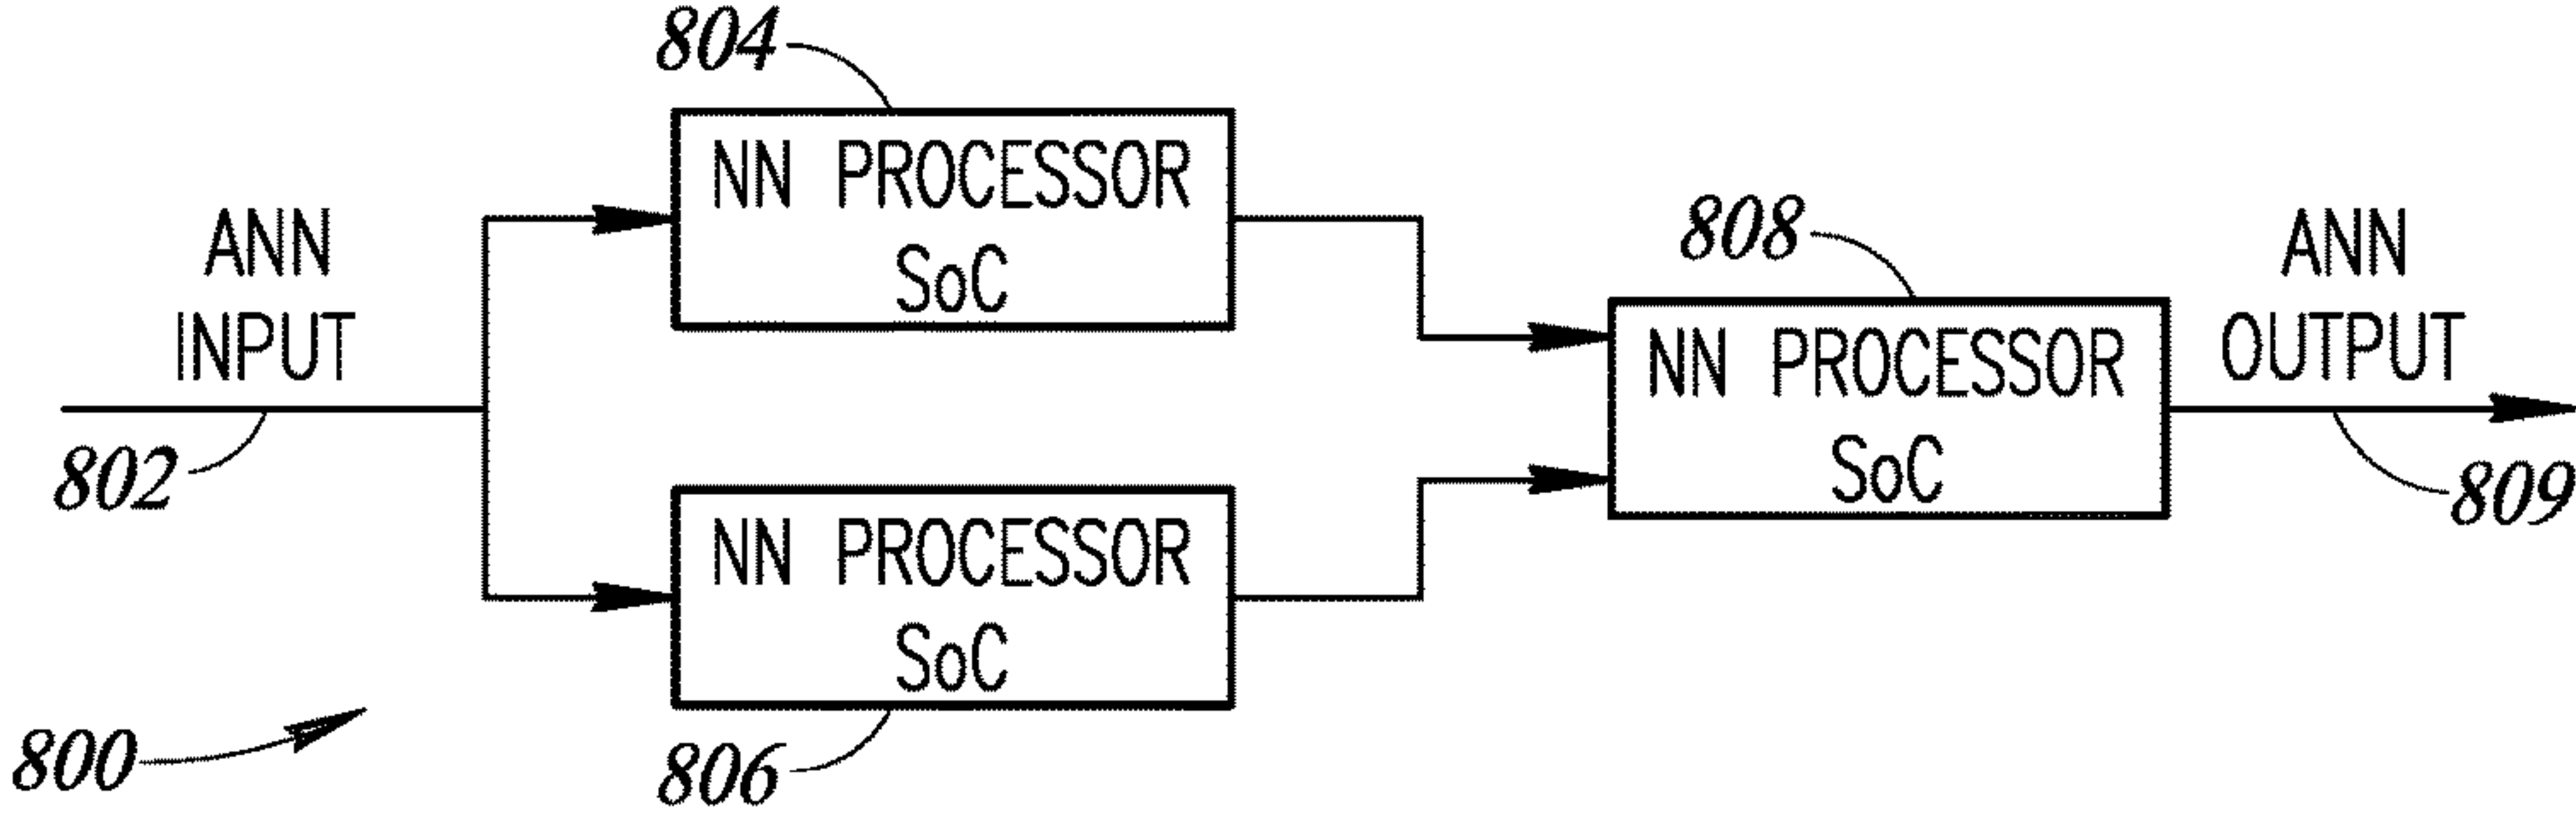 804
NN PROCESSOR
SoC
ANN
INPUT
802
808
NN PROCESSOR
SoC
ANN
OUTPUT
809
NN PROCESSOR
SoC
806
800